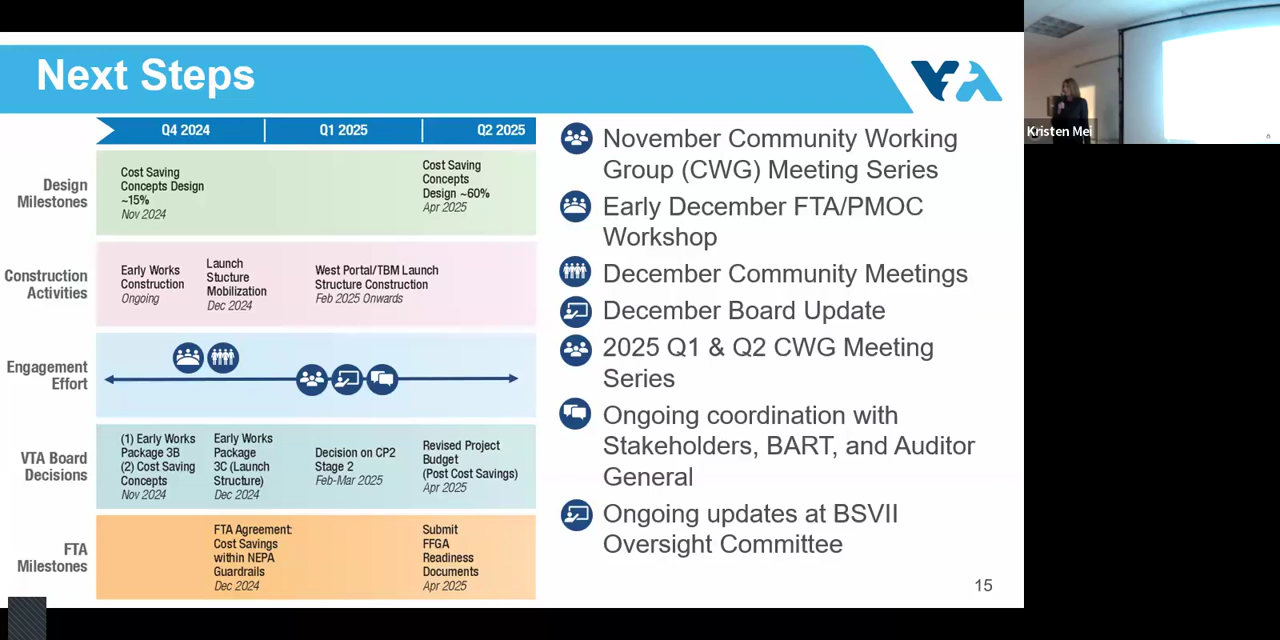 Next Steps
VTA
Q4 2024
Q1 2025
Q2 2025
Design
Milestones
Cost Saving
Concepts Design
~15%
Nov 2024
Cost Saving
Concepts
Design ~60%
Apr 2025
Construction
Activities
Early Works
Construction
Ongoing
Launch
Stucture
Mobilization
Dec 2024
West Portal/TBM Launch
Structure Construction
Feb 2025 Onwards
Engagement
Effort
VTA Board
Decisions
(1) Early Works
Package 3B
(2) Cost Saving
Concepts
Nov 2024
Early Works
Package
3C (Launch
Structure)
Dec 2024
Decision on CP2
Stage 2
Feb-Mar 2025
Revised Project
Budget
(Post Cost Savings)
Apr 2025
FTA
Milestones
FTA Agreement:
Cost Savings
within NEPA
Guardrails
Dec 2024
Submit
FFGA
Readiness
Documents
Apr 2025
November Community Working
Group (CWG) Meeting Series
Early December FTA/PMOC
Workshop
December Community Meetings
December Board Update
2025 Q1 & Q2 CWG Meeting
Series
Ongoing coordination with
Stakeholders, BART, and Auditor
General
Ongoing updates at BSVII
Oversight Committee
15
Kristen Mei